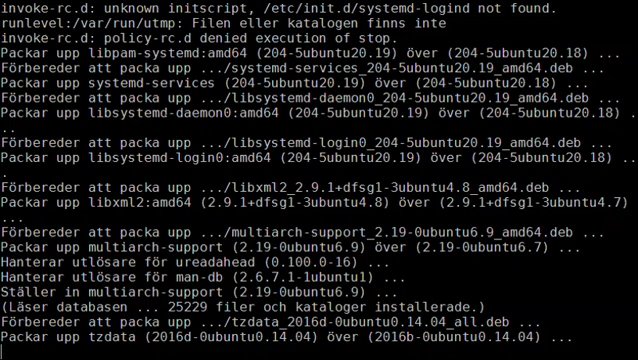 invoke-rc.d: unknown initscript, /etc/init.d/systemd-logind not found.
runlevel:/var/run/utmp: Filen eller katalogen finns inte
invoke-rc.d: policy-rc.d denied execution of stop.
Packar upp libpam-systemd:amd64 (204-5ubuntu20.19) över (204-5ubuntu20.18) ...
Förbereder att packa upp .../systemd-services_204-5ubuntu20.19_amd64.deb ...
Packar upp systemd-services (204-5ubuntu20.19) över (204-5ubuntu20.18) ...
Förbereder att packa upp .../libsystemd-daemon0_204-5ubuntu20.19_amd64.deb ...
Packar upp libsystemd-daemon0:amd64 (204-5ubuntu20.19) över (204-5ubuntu20.18) .
..
Förbereder att packa upp .../libsystemd-login0_204-5ubuntu20.19_amd64.deb ...
Packar upp libsystemd-login0:amd64 (204-5ubuntu20.19) över (204-5ubuntu20.18) ..
.
Förbereder att packa upp .../libxml2_2.9.1+dfsg1-3ubuntu4.8_amd64.deb ...
Packar upp libxml2:amd64 (2.9.1+dfsg1-3ubuntu4.8) över (2.9.1+dfsg1-3ubuntu4.7)
...
Förbereder att packa upp .../multiarch-support_2.19-0ubuntu6.9_amd64.deb ...
Packar upp multiarch-support (2.19-0ubuntu6.9) över (2.19-0ubuntu6.7) ...
Hanterar utlösare för ureadahead (0.100.0-16) ...
Hanterar utlösare för man-db (2.6.7.1-1ubuntu1) ...
Ställer in multiarch-support (2.19-0ubuntu6.9) ...
(Läser databasen ... 25229 filer och kataloger installerade.)
Förbereder att packa upp .../tzdata_2016d-0ubuntu0.14.04_all.deb ...
Packar upp tzdata (2016d-0ubuntu0.14.04) över (2016b-0ubuntu0.14.04) ...